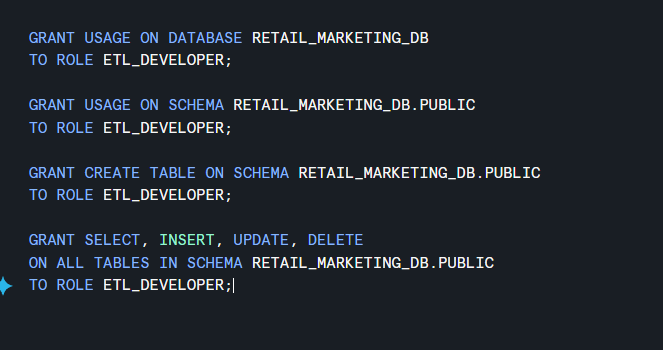 GRANT USAGE ON DATABASE RETAIL_MARKETING_DB
TO ROLE ETL_DEVELOPER;
GRANT USAGE ON SCHEMA RETAIL_MARKETING_DB.PUBLIC
TO ROLE ETL_DEVELOPER;
GRANT CREATE TABLE ON SCHEMA RETAIL_MARKETING_DB.PUBLIC
TO ROLE ETL_DEVELOPER;
GRANT SELECT, INSERT, UPDATE, DELETE
ON ALL TABLES IN SCHEMA RETAIL_MARKETING_DB.PUBLIC
TO ROLE ETL_DEVELOPER;